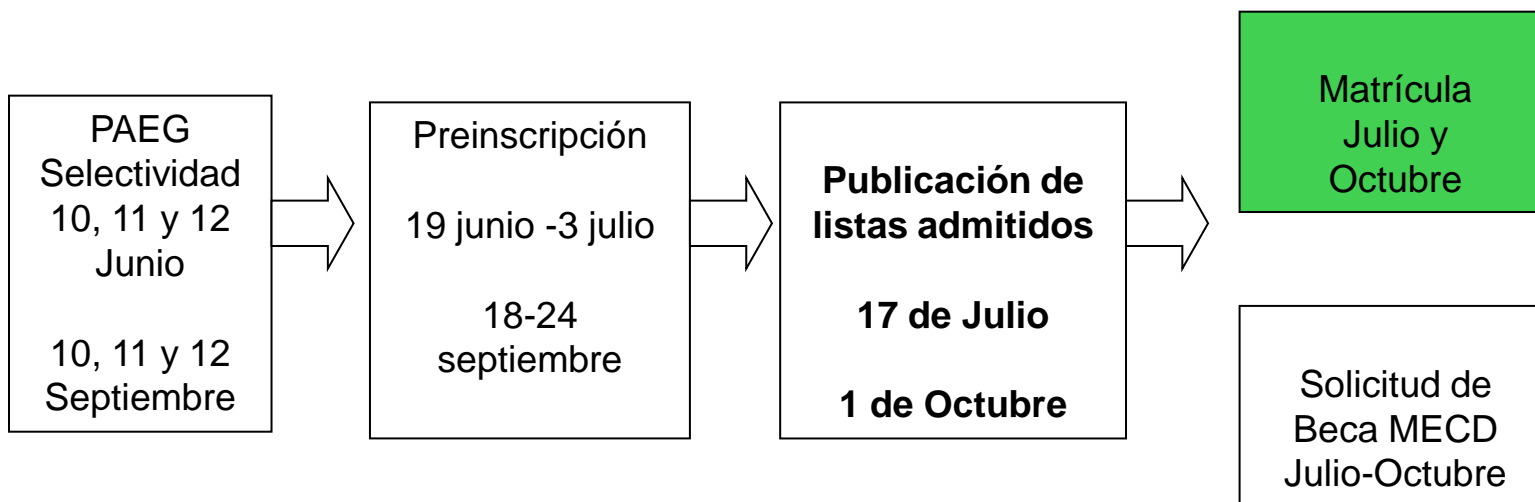 PAEG
Selectividad
10, 11 y 12
Junio
10, 11 y 12
Septiembre
Preinscripción
19 junio -3 julio
18-24
septiembre
Publicación de
listas admitidos
17 de Julio
1 de Octubre
Matrícula
Julio y
Octubre
Solicitud de
Beca MECD
Julio-Octubre